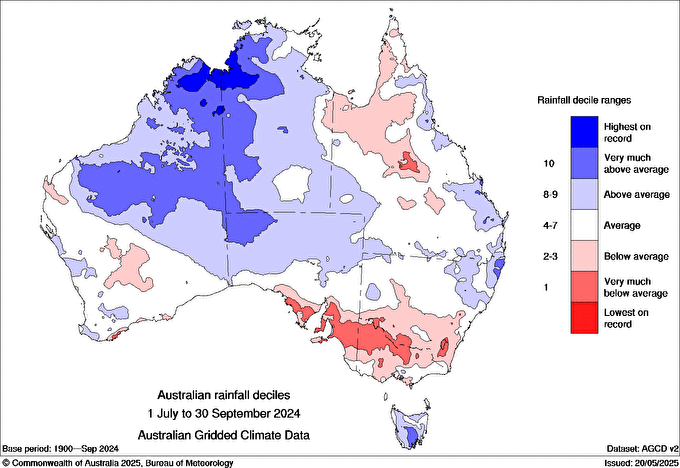 Rainfall decile ranges
Highest on
record
10
Very much
above average
8-9
Above average
4-7
Average
2-3
Below average
1
Very much
below average
Lowest on
record
Australian rainfall deciles
1 July to 30 September 2024
Australian Gridded Climate Data
Base period: 1900—Sep 2024
Dataset: AGCD v2
© Commonwealth of Australia 2025, Bureau of Meteorology
Issued: 20/05/2025